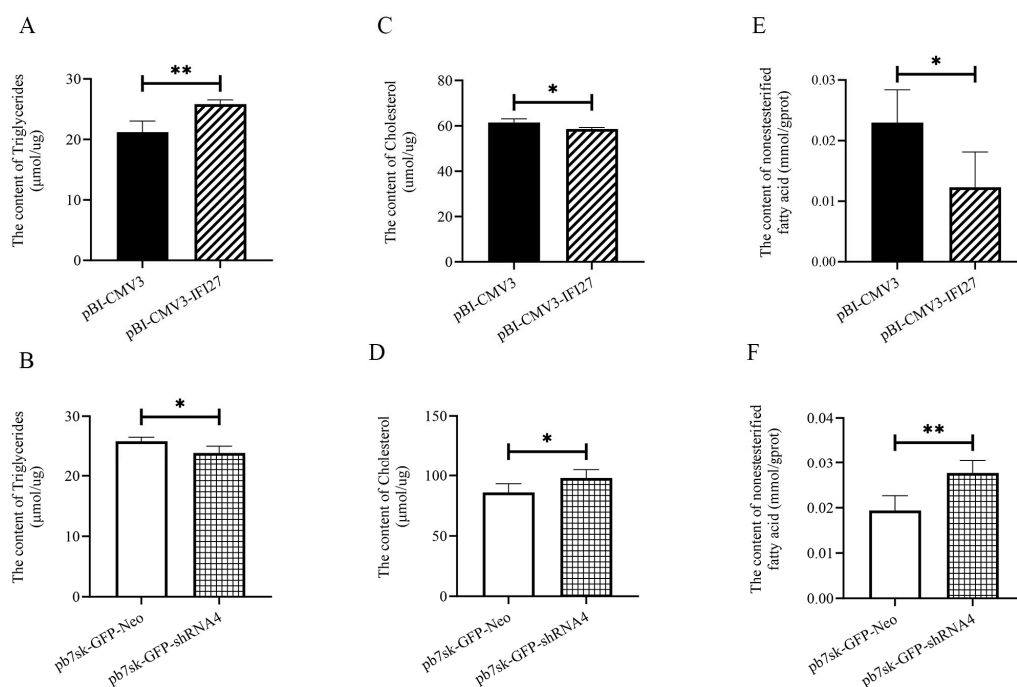 A
The content of Triglycerides
(μmol/ug)
30
20
10
0
**
pBI-CMV3
pBI-CMV3-IFI27
C
The content of Cholesterol
(umol/ug)
80
60
40
20
0
*
pBI-CMV3
pBI-CMV3-IFI27
E
The content of nonestesterified
fatty acid (mmol/gprot)
0.03
0.02
0.01
0.00
*
pBI-CMV3
pBI-CMV3-IFI27
B
The content of Triglycerides
(μmol/ug)
30
20
10
0
*
pb7sk-GFP-Neo
pb7sk-GFP-shRNA4
D
The content of Cholesterol
(μmol/ug)
150
100
50
0
*
pb7sk-GFP-Neo
pb7sk-GFP-shRNA4
F
The content of nonestesterified
fatty acid (mmol/gprot)
0.04
0.03
0.02
0.01
0.00
**
pb7sk-GFP-Neo
pb7sk-GFP-shRNA4